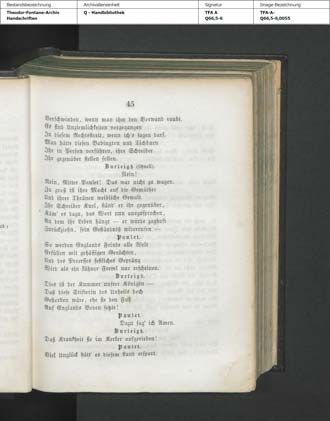 Bestandsbezeichnung Archivalieneinheit Signatur Image-Bezeichnung
Theodor-Fontane-Archiv Q - Handbibliothek TFA A TFA-A-
Handschriften Q66,5-6 Q66,5-6,0055
45
Verschwinden, wenn man ihm den Vorwand raubt.
Es sind Unziemlichkeiten vorgegangen
In diesem Rechtsstreit, wenn ich's sagen darf.
Man hätte diesen Babington und Tichburn
Ihr in Person vorführen, ihre Schreiber
Ihr gegenüber stellen sollen.
Burleigh (schnell).
Nein!
Nein, Ritter Paulet! Das war nicht zu wagen.
Zu groß ist ihre Macht auf die Gemüther
Und ihrer Thränen weibliche Gewalt.
Ihr Schreiber Kurl, ständ' er ihr gegenüber,
Käm' es dazu, das Wort nun auszusprechen,
An dem ihr Leben hängt — er würde zaghaft
Zurückziehn, sein Geständniß widerrufen —
Paulet.
So werden Englands Feinde alle Welt
Erfüllen mit gehässigen Gerüchten,
Und des Processes festliches Gepräng
Wird als ein kühner Frevel nur erscheinen.
Burleigh.
Dies ist der Kummer unsrer Königin —
Daß diese Stifterin des Unheils doch
Gestorben wäre, ehe sie den Fuß
Auf Englands Boden setzte!
Paulet.
Dazu sag' ich Amen.
Burleigh.
Daß Krankheit sie im Kerker aufgerieben!
Paulet.
Viel Unglück hätt' es diesem Land erspart.